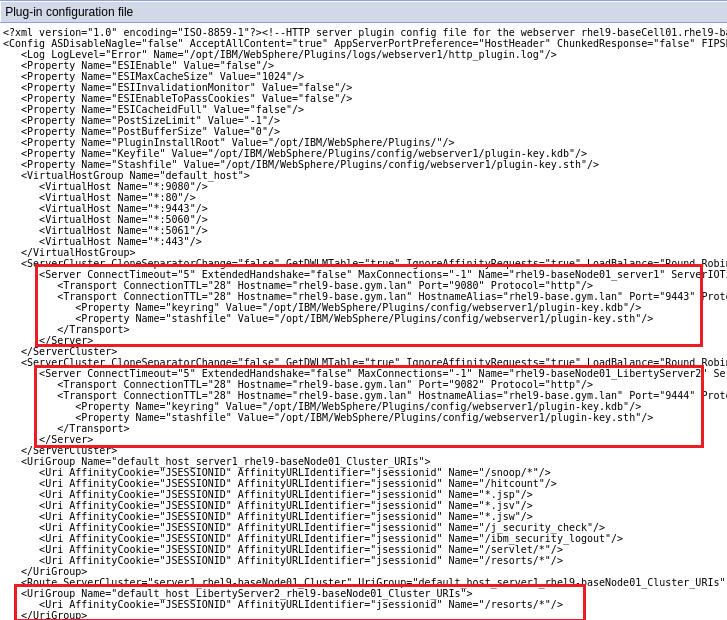 Plug-in configuration file
<?xml version="1.0" encoding="ISO-8859-1"?><!--HTTP server plugin config file for the webserver rhel9-baseCell01.rhel9-b
<Config ASDisableNagle="false" AcceptAllContent="true" AppServerPortPreference="HostHeader" ChunkedResponse="false" FIPS
<Log LogLevel="Error" Name="/opt/IBM/WebSphere/Plugins/logs/webserver1/http_plugin.log"/>
<Property Name="ESIEnable" Value="false"/>
<Property Name="ESIMaxCacheSize" Value="1024"/>
<Property Name="ESIInvalidationMonitor" Value="false"/>
<Property Name="ESIEnableToPassCookies" Value="false"/>
<Property Name="ESICacheidFull" Value="false"/>
<Property Name="PostSizeLimit" Value="-1"/>
<Property Name="PostBufferSize" Value="0"/>
<Property Name="PluginInstallRoot" Value="/opt/IBM/WebSphere/Plugins/"/>
<Property Name="Keyfile" Value="/opt/IBM/WebSphere/Plugins/config/webserver1/plugin-key.kdb"/>
<Property Name="Stashfile" Value="/opt/IBM/WebSphere/Plugins/config/webserver1/plugin-key.sth"/>
<VirtualHostGroup Name="default_host">
<VirtualHost Name="*:9080"/>
<VirtualHost Name="*:80"/>
<VirtualHost Name="*:9443"/>
<VirtualHost Name="*:5060"/>
<VirtualHost Name="*:5061"/>
<VirtualHost Name="*:443"/>
</VirtualHostGroup>
<ServerCluster CloneSeparatorChange="false" GetDWLMTable="true" IgnoreAffinityRequests="true" LoadBalance="Round Robi
<Server ConnectTimeout="5" ExtendedHandshake="false" MaxConnections="-1" Name="rhel9-baseNode01_server1" ServerIOTi
<Transport ConnectionTTL="28" Hostname="rhel9-base.gym.lan" Port="9080" Protocol="http"/>
<Transport ConnectionTTL="28" Hostname="rhel9-base.gym.lan" HostnameAlias="rhel9-base.gym.lan" Port="9443" Proto
<Property Name="keyring" Value="/opt/IBM/WebSphere/Plugins/config/webserver1/plugin-key.kdb"/>
<Property Name="stashfile" Value="/opt/IBM/WebSphere/Plugins/config/webserver1/plugin-key.sth"/>
</Transport>
</Server>
</ServerCluster>
<ServerCluster CloneSeparatorChange="false" GetDWLMTable="true" IgnoreAffinityRequests="true" LoadBalance="Round Robi
<Server ConnectTimeout="5" ExtendedHandshake="false" MaxConnections="-1" Name="rhel9-baseNode01_LibertyServer2" Se
<Transport ConnectionTTL="28" Hostname="rhel9-base.gym.lan" Port="9082" Protocol="http"/>
<Transport ConnectionTTL="28" Hostname="rhel9-base.gym.lan" HostnameAlias="rhel9-base.gym.lan" Port="9444" Proto
<Property Name="keyring" Value="/opt/IBM/WebSphere/Plugins/config/webserver1/plugin-key.kdb"/>
<Property Name="stashfile" Value="/opt/IBM/WebSphere/Plugins/config/webserver1/plugin-key.sth"/>
</Transport>
</Server>
</ServerCluster>
<UriGroup Name="default_host_server1_rhel9-baseNode01_Cluster_URIs">
<Uri AffinityCookie="JSESSIONID" AffinityURLIdentifier="jsessionid" Name="/snoop/*"/>
<Uri AffinityCookie="JSESSIONID" AffinityURLIdentifier="jsessionid" Name="/hitcount"/>
<Uri AffinityCookie="JSESSIONID" AffinityURLIdentifier="jsessionid" Name="*.jsp"/>
<Uri AffinityCookie="JSESSIONID" AffinityURLIdentifier="jsessionid" Name="*.jsv"/>
<Uri AffinityCookie="JSESSIONID" AffinityURLIdentifier="jsessionid" Name="*.jsw"/>
<Uri AffinityCookie="JSESSIONID" AffinityURLIdentifier="jsessionid" Name="/j_security_check"/>
<Uri AffinityCookie="JSESSIONID" AffinityURLIdentifier="jsessionid" Name="/ibm_security_logout"/>
<Uri AffinityCookie="JSESSIONID" AffinityURLIdentifier="jsessionid" Name="/servlet/*"/>
<Uri AffinityCookie="JSESSIONID" AffinityURLIdentifier="jsessionid" Name="/resorts/*"/>
</UriGroup>
<Route ServerCluster="server1_rhel9-baseNode01_Cluster" UriGroup="default_host_server1_rhel9-baseNode01_Cluster_URIs"
<UriGroup Name="default_host_LibertyServer2_rhel9-baseNode01_Cluster_URIs">
<Uri AffinityCookie="JSESSIONID" AffinityURLIdentifier="jsessionid" Name="/resorts/*"/>
</UriGroup>